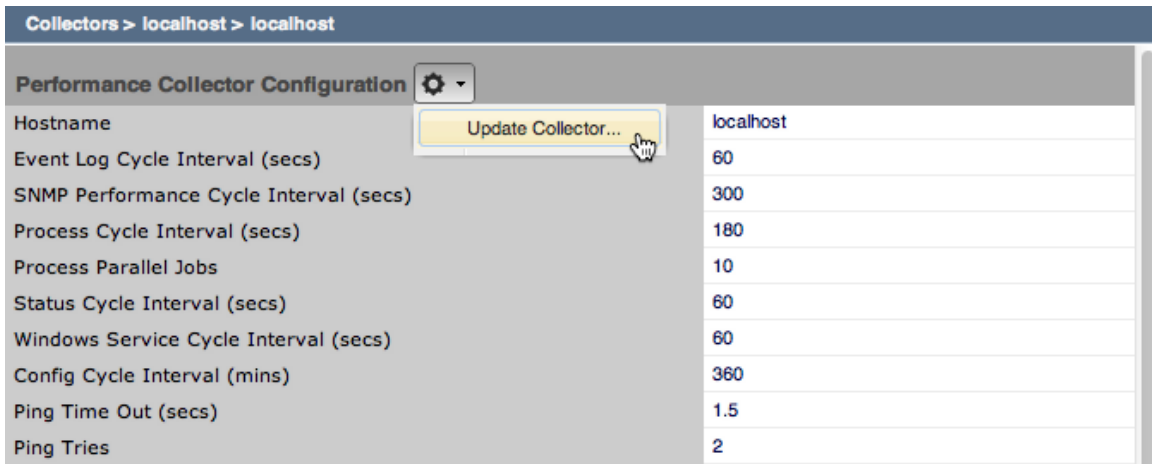 Collectors > localhost > localhost
Performance Collector Configuration
Update Collector...
Hostname localhost
Event Log Cycle Interval (secs) 60
SNMP Performance Cycle Interval (secs) 300
Process Cycle Interval (secs) 180
Process Parallel Jobs 10
Status Cycle Interval (secs) 60
Windows Service Cycle Interval (secs) 60
Config Cycle Interval (mins) 360
Ping Time Out (secs) 1.5
Ping Tries 2